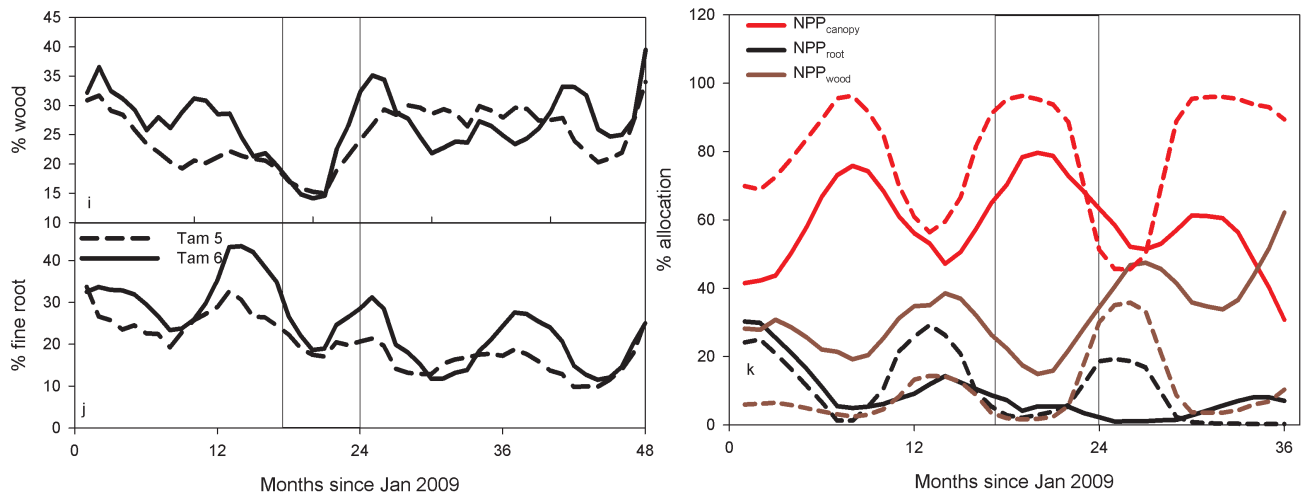 45
40
35
30
25
20
15
10
% wood
i
Tam 5
Tam 6
40
30
20
10
0
% fine root
j
0 12 24 36 48
Months since Jan 2009
120
100
80
60
40
20
0
% allocation
NPPcanopy
NPProot
NPPwood
k
0 12 24 36
Months since Jan 2009